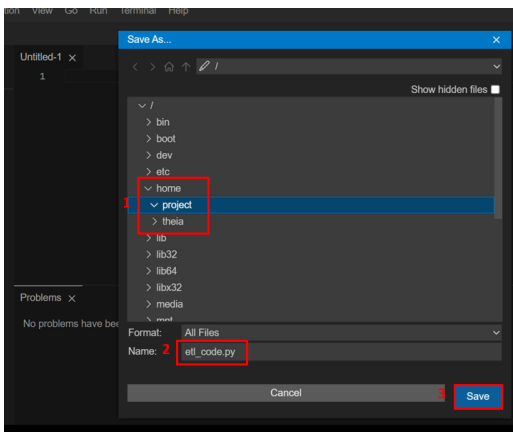 tion View Go Run Terminal Help
Save As...
Untitled-1
1
/
Show hidden files
/
bin
boot
dev
etc
home
1 project
theia
lib
lib32
lib64
libx32
media
mnt
Problems
No problems have bee
Format: All Files
Name: 2 etl_code.py
Cancel
3 Save